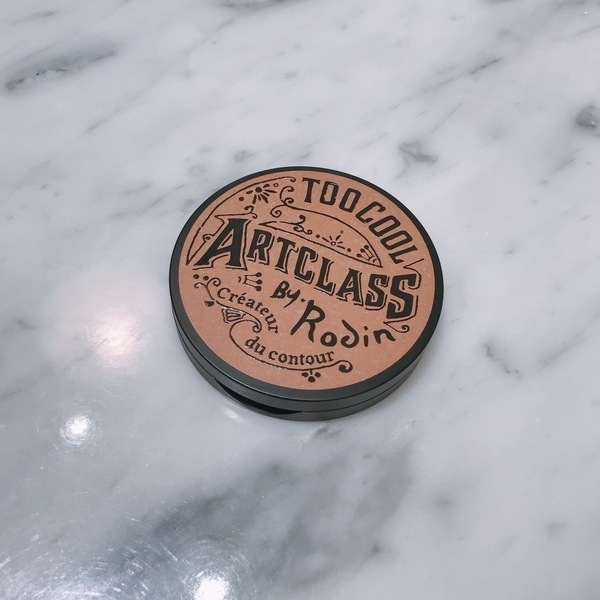 TOO COOL
ARTCLASS
By. Rodin
Créateur
du contour